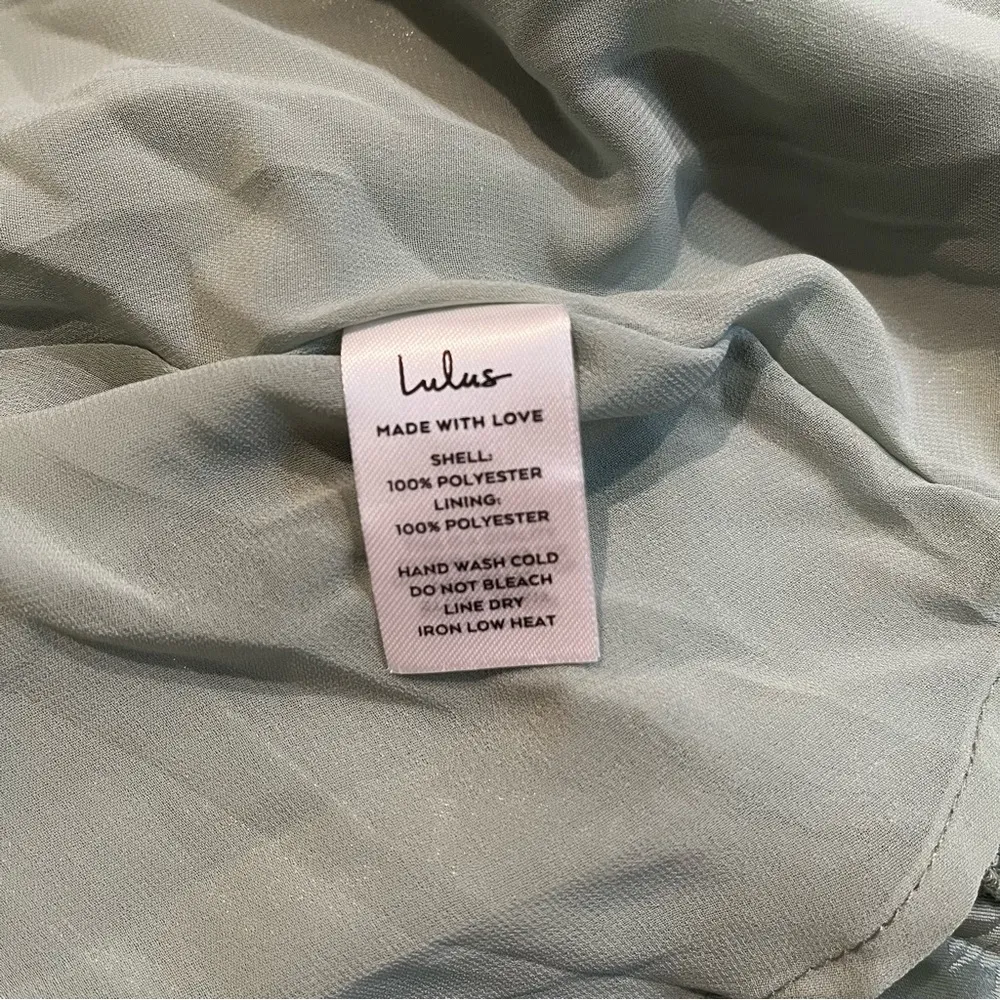 Lulus
MADE WITH LOVE
SHELL:
100% POLYESTER
LINING:
100% POLYESTER
HAND WASH COLD
DO NOT BLEACH
LINE DRY
IRON LOW HEAT